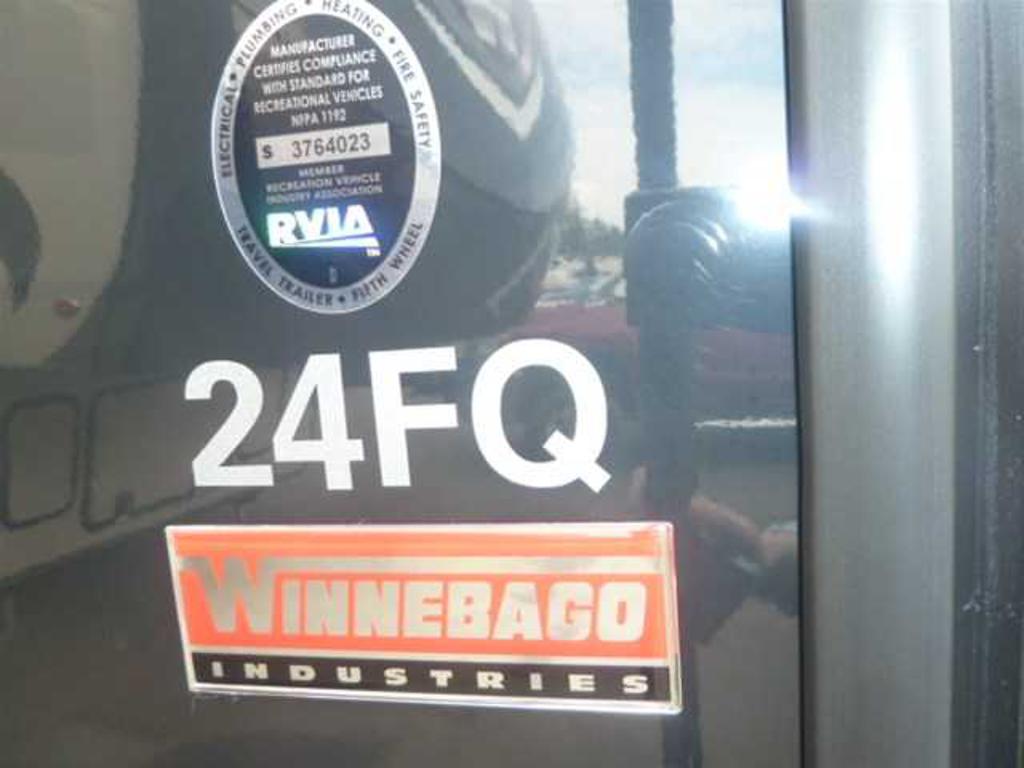 ELECTRICAL • PLUMBING • HEATING • FIRE SAFETY
MANUFACTURER
CERTIFIES COMPLIANCE
WITH STANDARD FOR
RECREATIONAL VEHICLES
NFPA 1192
S 3764023
MEMBER
RECREATION VEHICLE
INDUSTRY ASSOCIATION
RVIA
TM
TRAVEL TRAILER • FIFTH WHEEL
24FQ
WINNEBAGO
INDUSTRIES